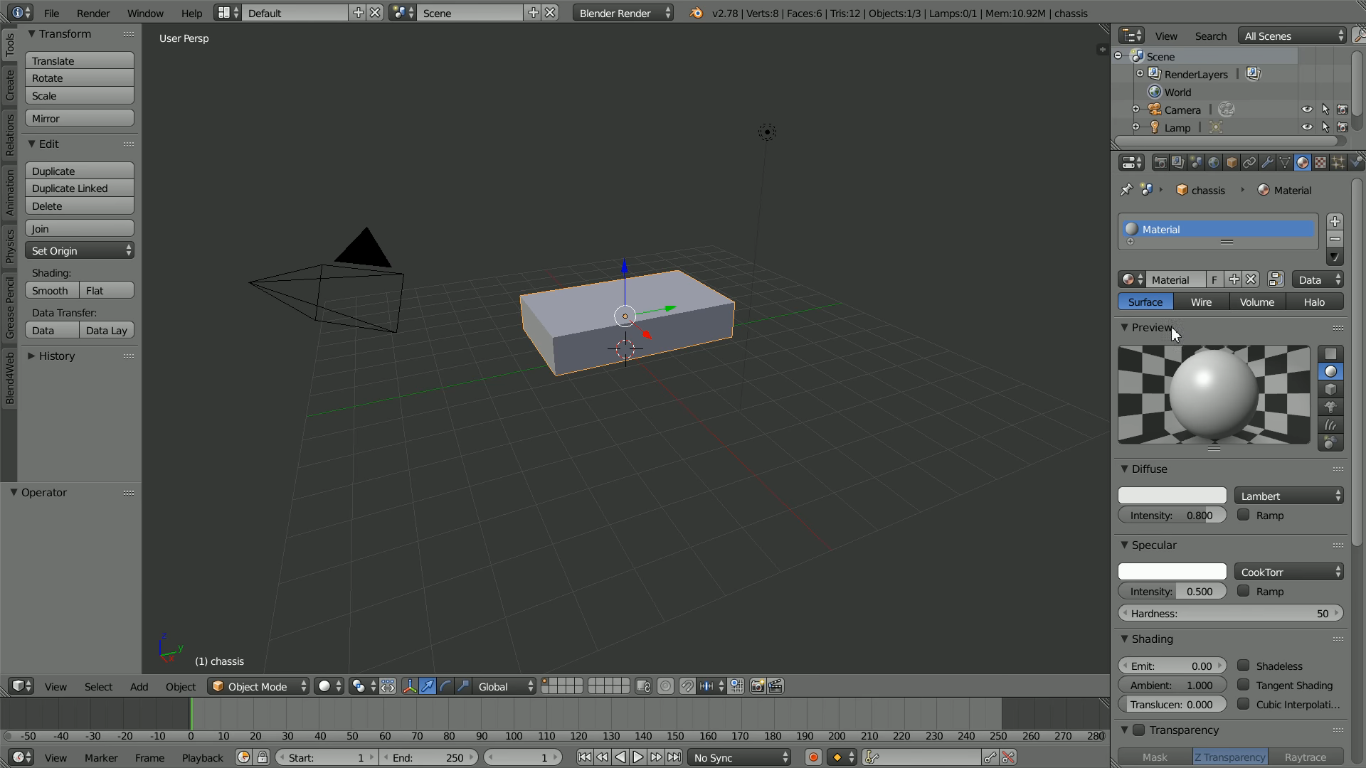 File Render Window Help Default Scene Blender Render v2.78 | Verts:8 | Faces:6 | Tris:12 | Objects:1/3 | Lamps:0/1 | Mem:10.92M | chassis
Tools
Create
Relations
Animation
Physics
Grease Pencil
Blend4Web
Transform
Translate
Rotate
Scale
Mirror
Edit
Duplicate
Duplicate Linked
Delete
Join
Set Origin
Shading:
Smooth Flat
Data Transfer:
Data Data Lay
History
Operator
User Persp
z
y
x
(1) chassis
View Search All Scenes
Scene
RenderLayers |
World
Camera |
Lamp |
chassis Material
Material
Material F Data
Surface Wire Volume Halo
Preview
Diffuse
Lambert
Intensity: 0.800 Ramp
Specular
CookTorr
Intensity: 0.500 Ramp
Hardness: 50
Shading
Emit: 0.00 Shadeless
Ambient: 1.000 Tangent Shading
Translucen: 0.000 Cubic Interpolati...
Transparency
Mask Z Transparency Raytrace
View Select Add Object Object Mode Global
-50 -40 -30 -20 -10 0 10 20 30 40 50 60 70 80 90 100 110 120 130 140 150 160 170 180 190 200 210 220 230 240 250 260 270 280
View Marker Frame Playback Start: 1 End: 250 1 No Sync